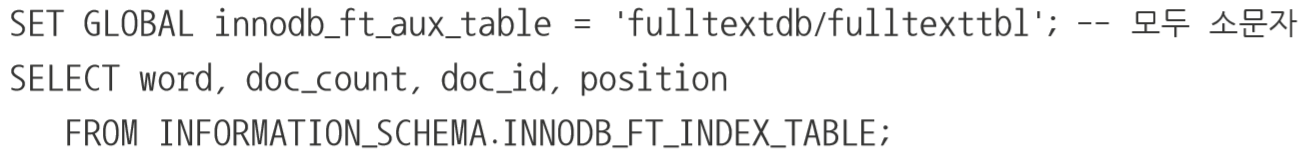 SET GLOBAL innodb_ft_aux_table = 'fulltextdb/fulltexttbl'; -- 모두 소문자
SELECT word, doc_count, doc_id, position
   FROM INFORMATION_SCHEMA.INNODB_FT_INDEX_TABLE;